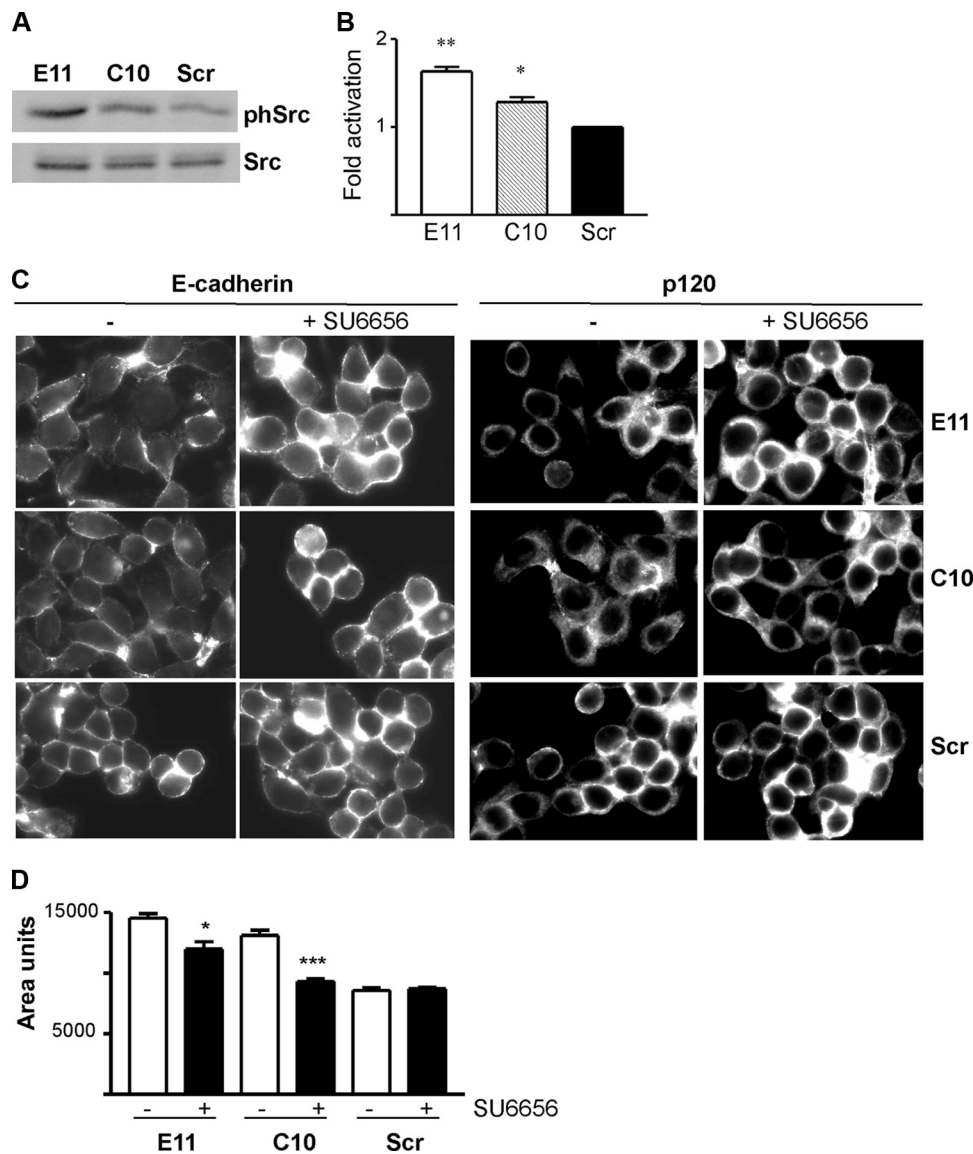 A
E11 C10 Scr
phSrc
Src
B
2
1
Fold activation
**
*
E11 C10 Scr
C
E-cadherin p120
- + SU6656 - + SU6656
E11
C10
Scr
D
15000
5000
Area units
*
***
- + - + - + SU6656
E11 C10 Scr